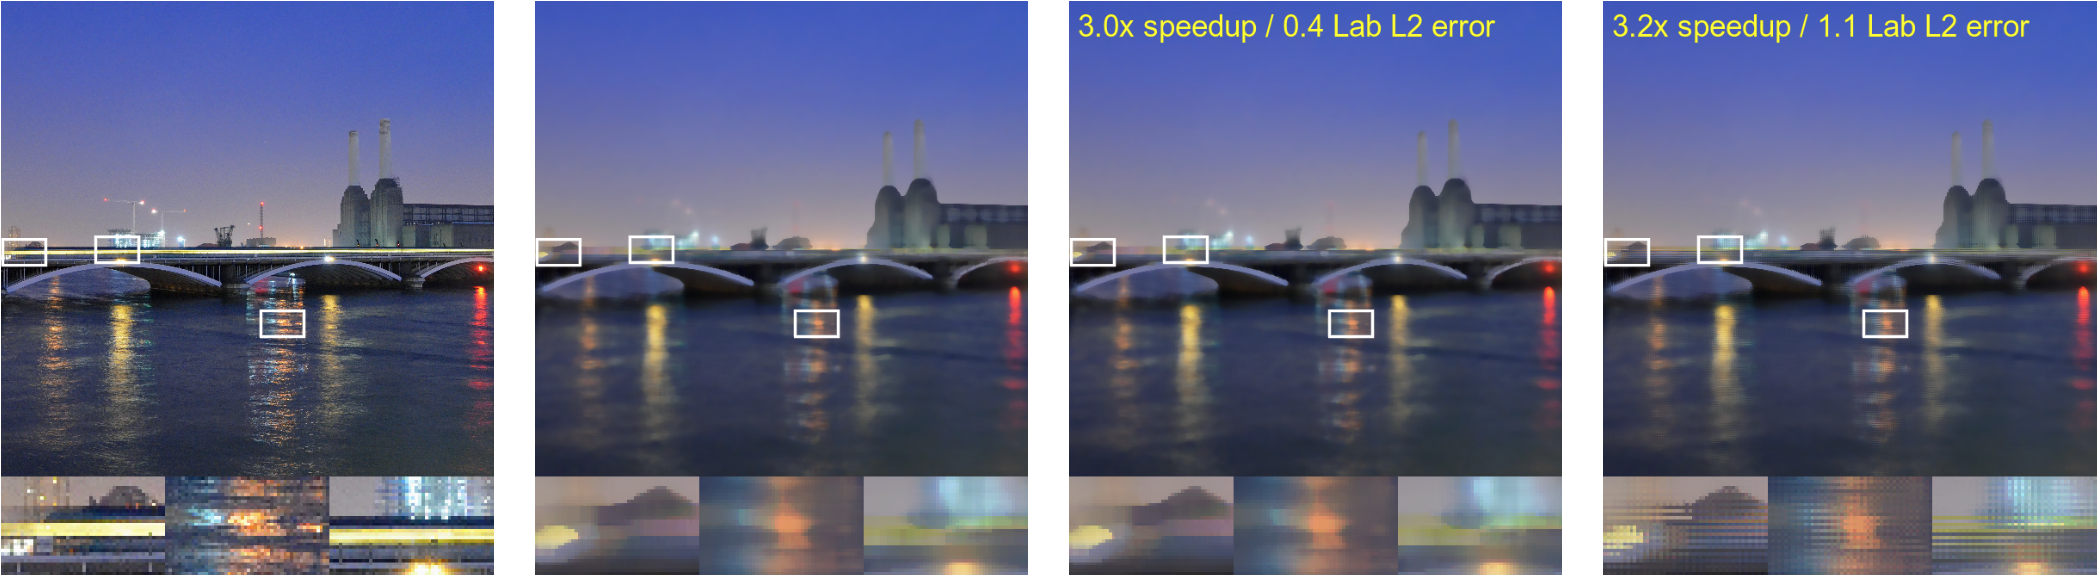 3.0x speedup / 0.4 Lab L2 error
3.2x speedup / 1.1 Lab L2 error